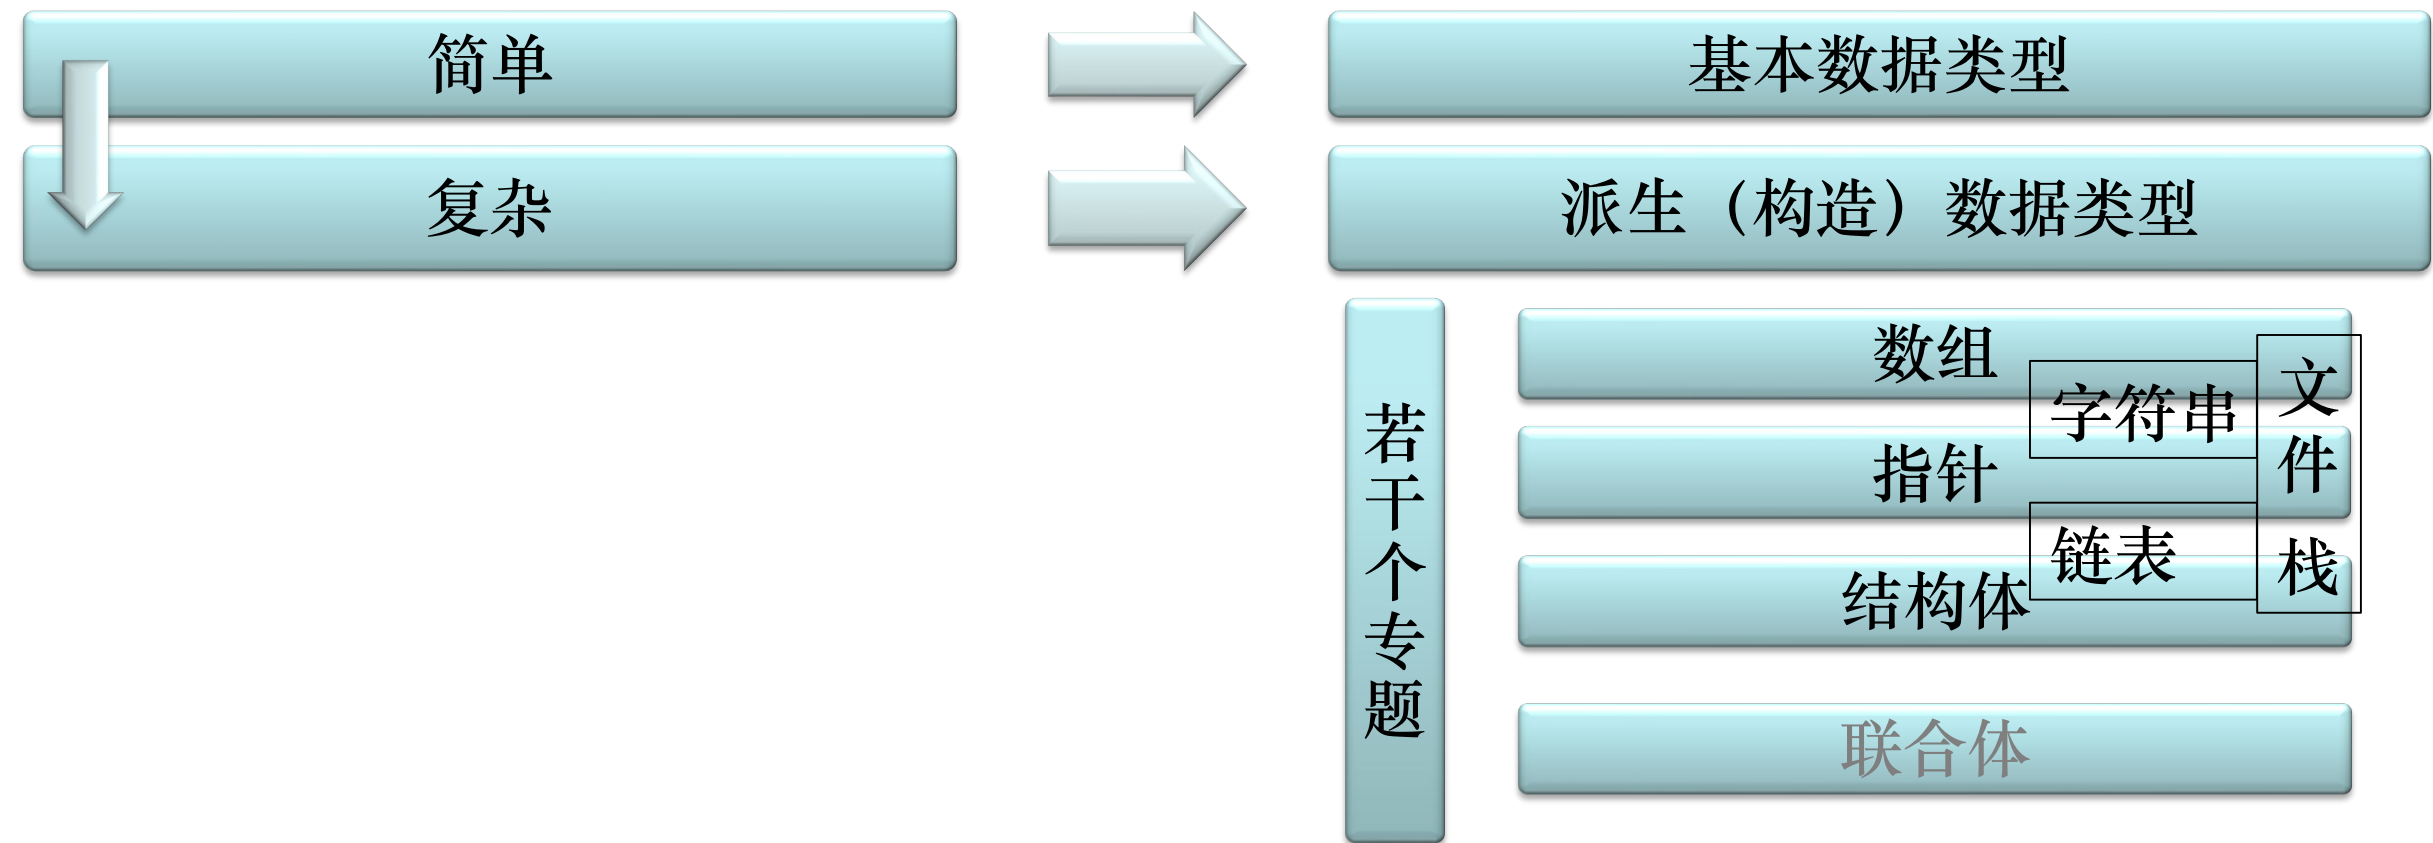 简单
基本数据类型
复杂
派生（构造）数据类型
若干个专题
数组
字符串
指针
链表
结构体
联合体
文件
栈